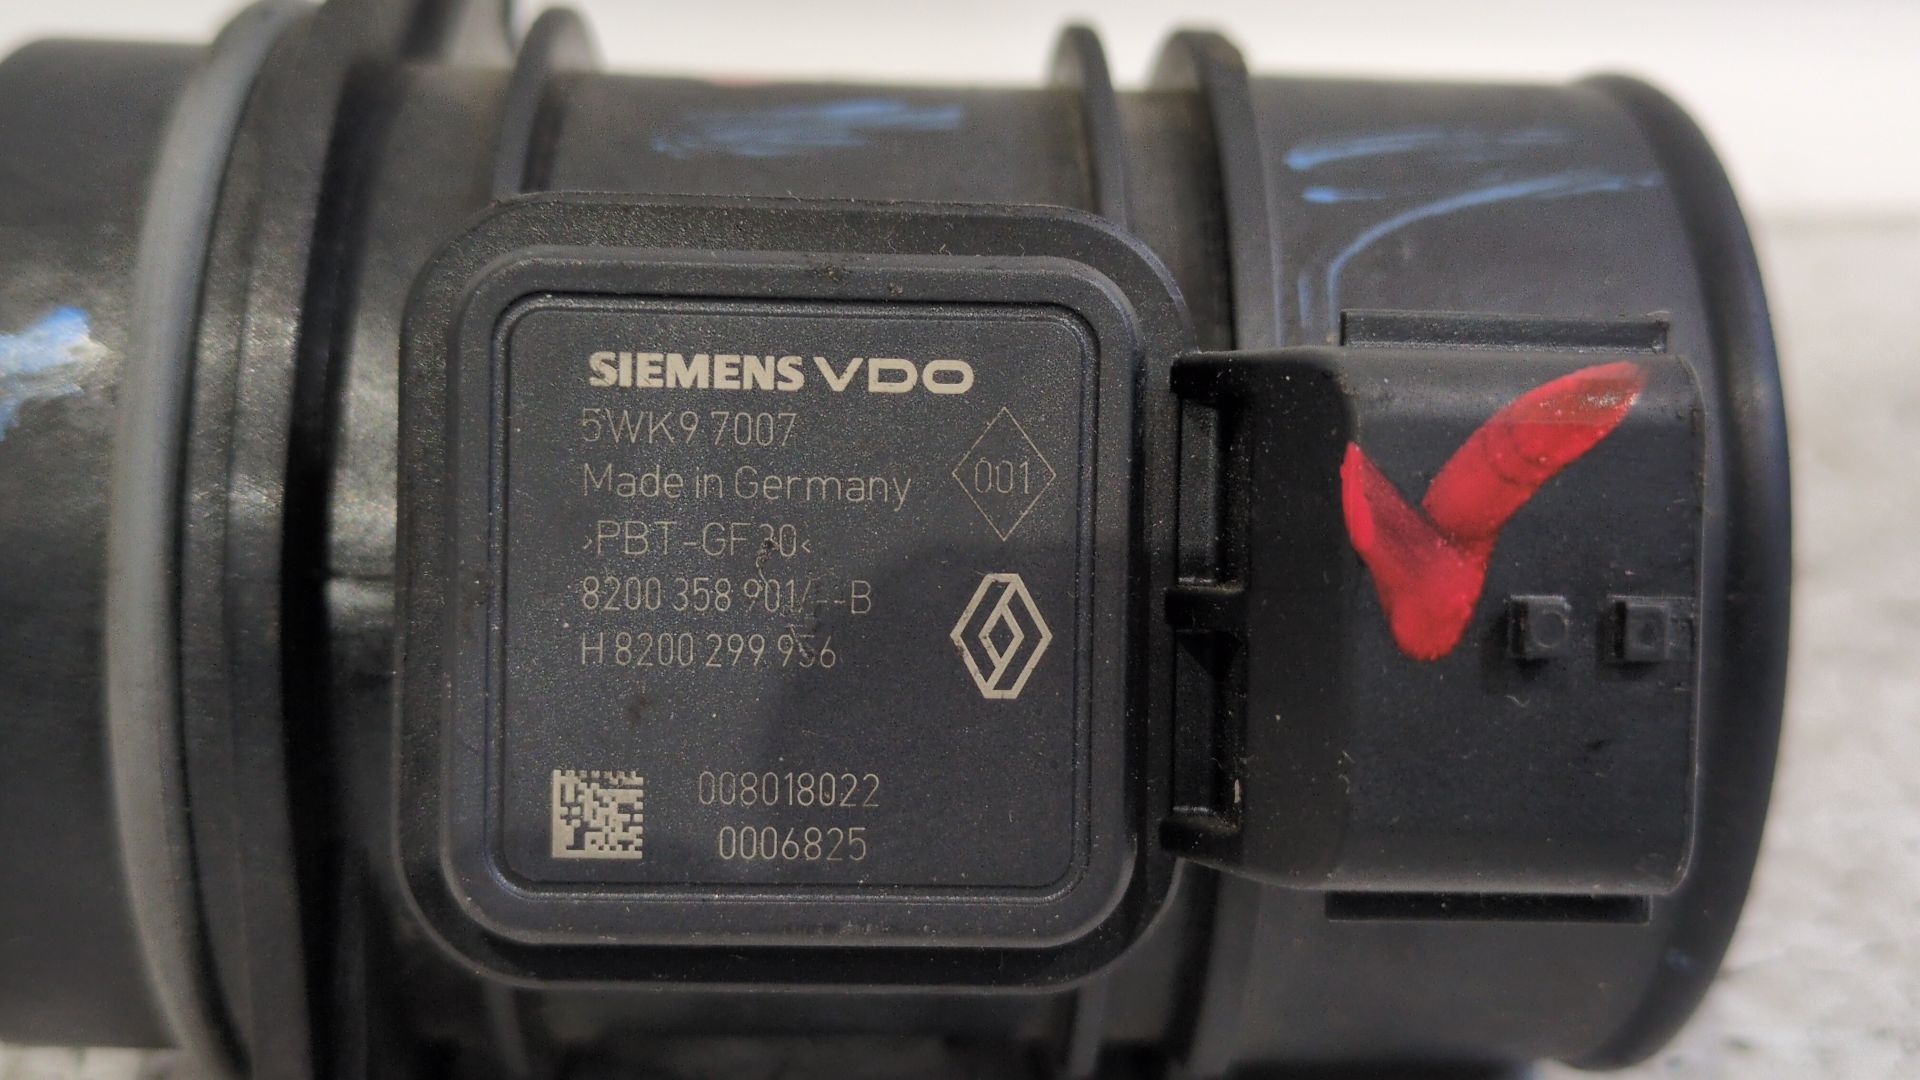 SIEMENS VDO
5WK9 7007
Made in Germany
001
>PBT-GF30<
8200 358 901/--B
H 8200 299 956
008018022
0006825